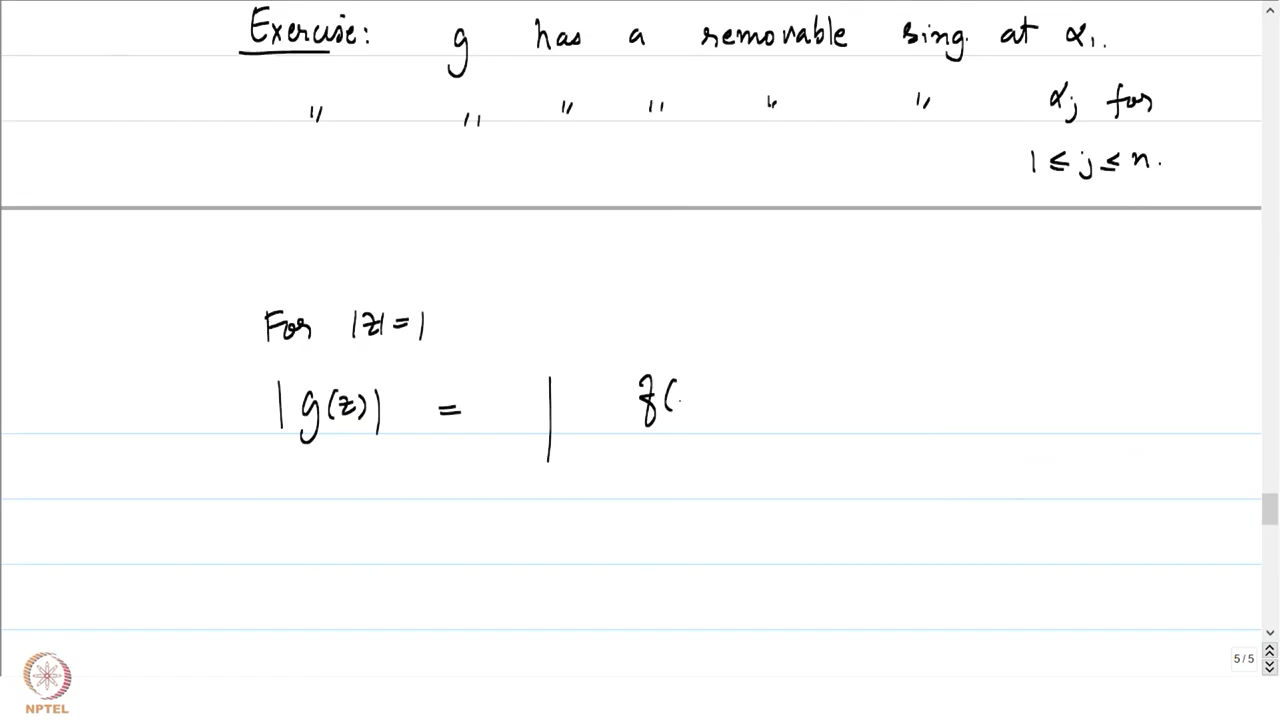 Exercise: g has a removable sing. at α₁.
" " " " " " αⱼ for
1 ≤ j ≤ n.
For |z| = 1
|g(z)| = | f(
5/5
NPTEL